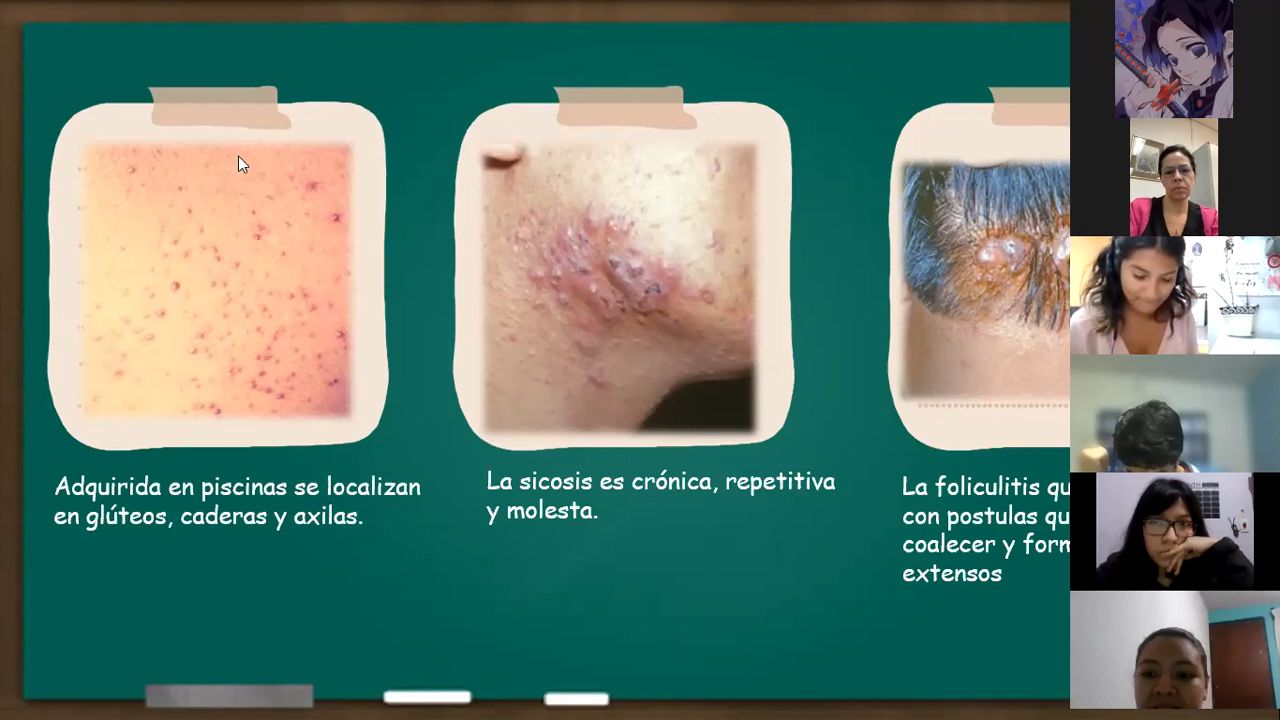 Adquirida en piscinas se localizan
en glúteos, caderas y axilas.
La sicosis es crónica, repetitiva
y molesta.
La foliculitis qu
con postulas qu
coalecer y form
extensos